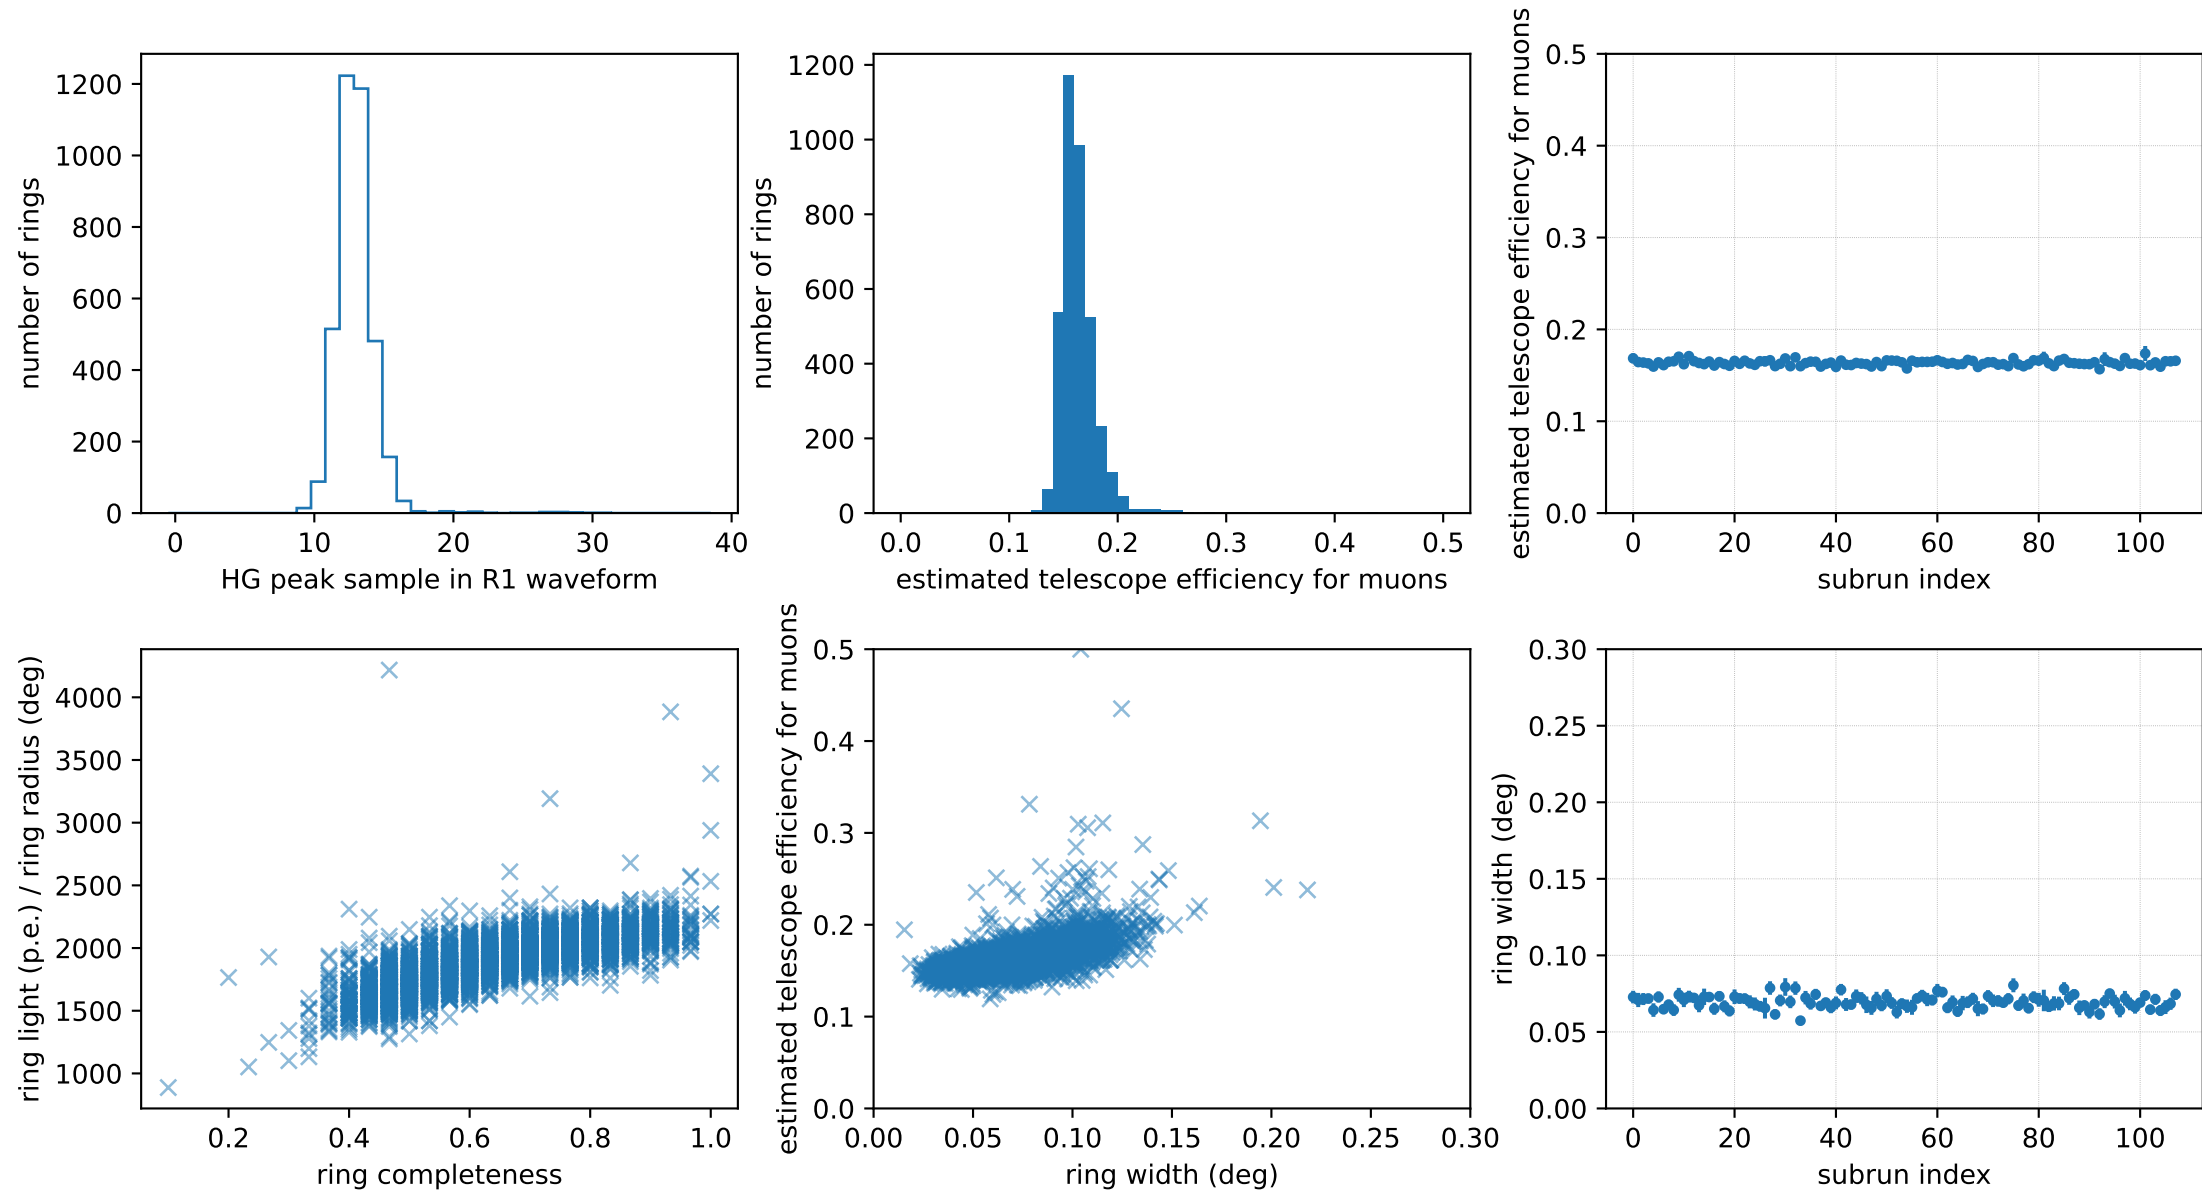 number of rings
1200
1000
800
600
400
200
0
0 10 20 30 40
HG peak sample in R1 waveform
number of rings
1200
1000
800
600
400
200
0
0.0 0.1 0.2 0.3 0.4 0.5
estimated telescope efficiency for muons
estimated telescope efficiency for muons
0.5
0.4
0.3
0.2
0.1
0.0
0 20 40 60 80 100
subrun index
ring light (p.e.) / ring radius (deg)
4000
3500
3000
2500
2000
1500
1000
0.2 0.4 0.6 0.8 1.0
ring completeness
estimated telescope efficiency for muons
0.5
0.4
0.3
0.2
0.1
0.0
0.00 0.05 0.10 0.15 0.20 0.25 0.30
ring width (deg)
ring width (deg)
0.30
0.25
0.20
0.15
0.10
0.05
0.00
0 20 40 60 80 100
subrun index